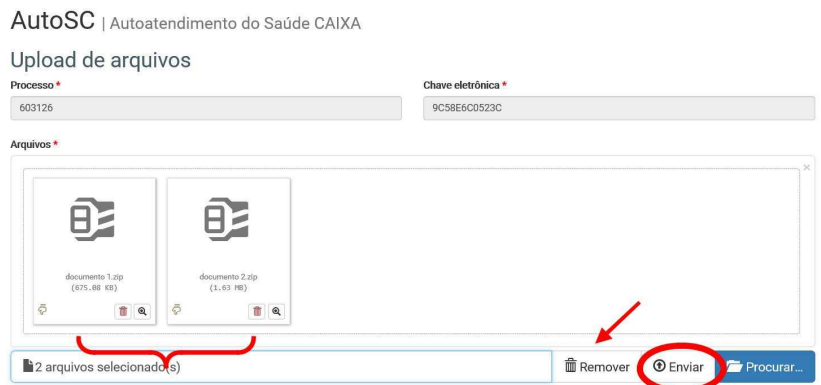 AutoSC | Autoatendimento do Saúde CAIXA
Upload de arquivos
Processo * Chave eletrônica *
603126 9C58E6C0523C
Arquivos *
×
documento 1.zip documento 2.zip
(675.08 KB) (1.63 MB)
2 arquivos selecionado(s) Remover Enviar Procurar...